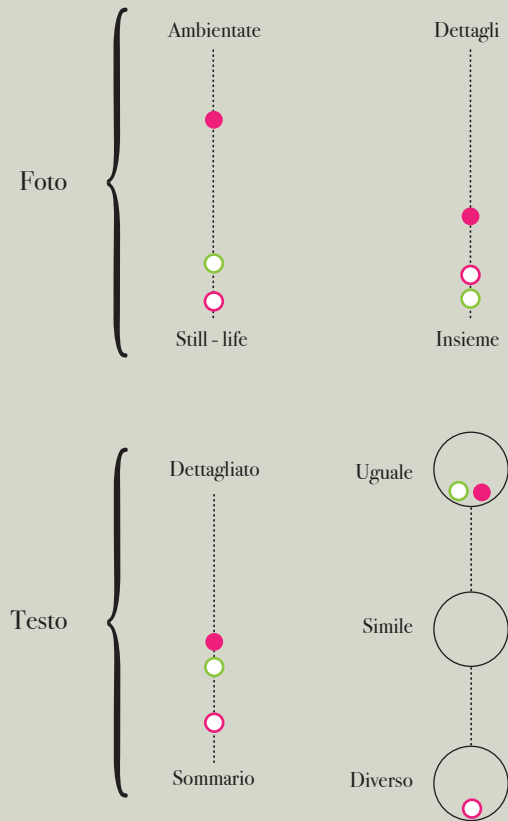 Ambientate
Dettagli
Foto
Still - life
Insieme
Dettagliato
Uguale
Testo
Simile
Sommario
Diverso